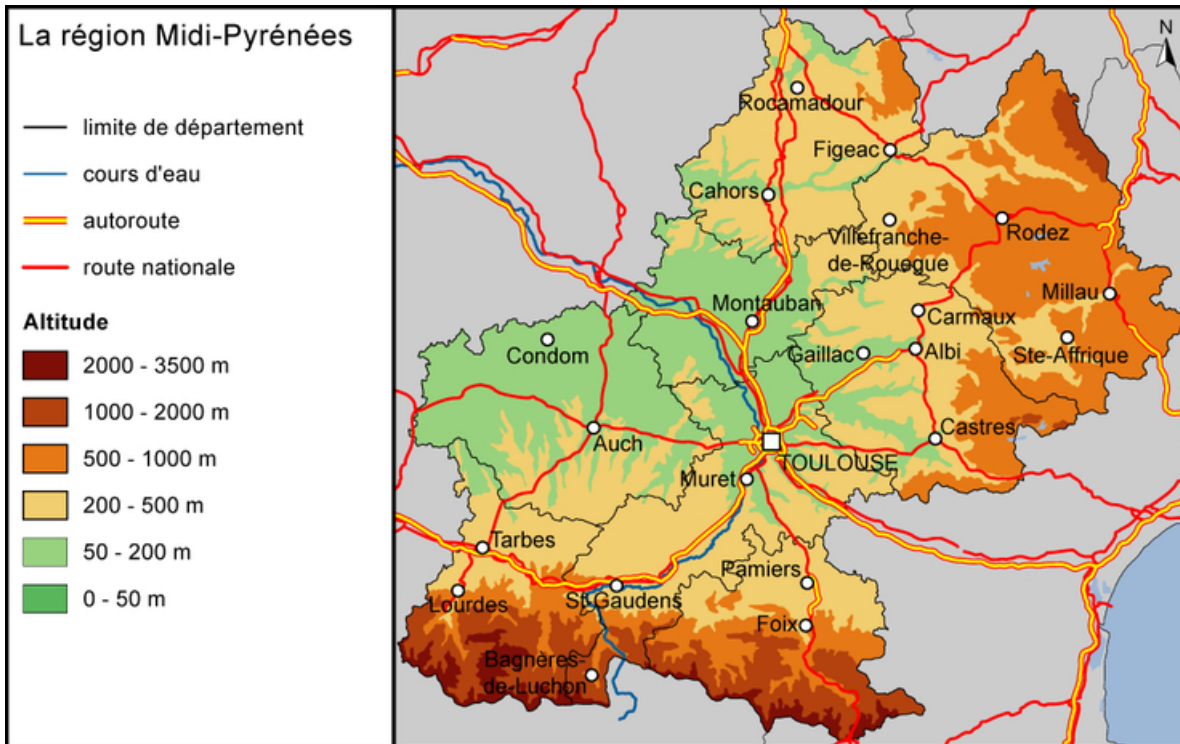 La région Midi-Pyrénées
limite de département
cours d'eau
autoroute
route nationale
Altitude
2000 - 3500 m
1000 - 2000 m
500 - 1000 m
200 - 500 m
50 - 200 m
0 - 50 m
N
Rocamadour
Figeac
Cahors
Villefranche-
de-Rouegue
Rodez
Millau
Montauban
Carmaux
Condom
Gaillac
Albi
Ste-Affrique
Auch
Castres
TOULOUSE
Muret
Tarbes
Pamiers
Lourdes
St Gaudens
Foix
Bagnères-
de-Luchon